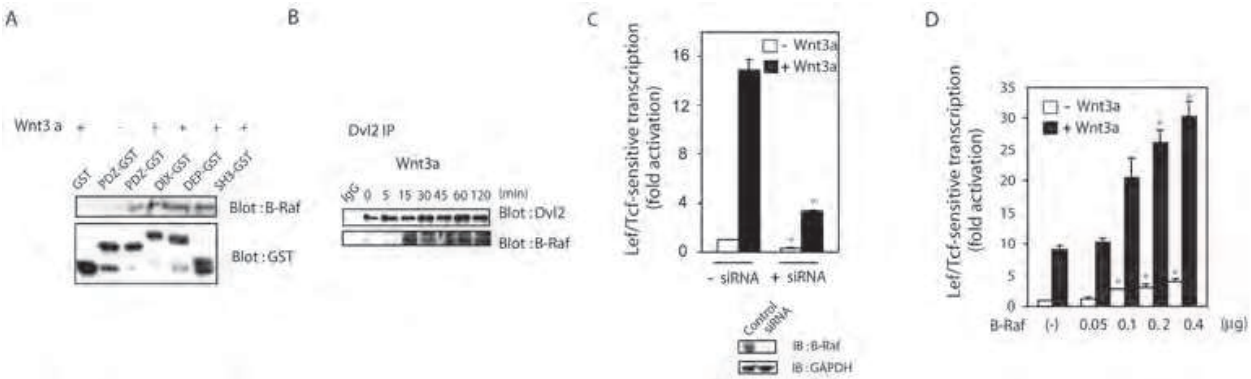 A
Wnt3 a + - + + + +
GST PDZ-GST PDZ-GST DIX-GST DEP-GST SH3-GST
Blot : B-Raf
Blot : GST
B
Dvl2 IP
Wnt3a
IgG 0 5 15 30 45 60 120 (min)
Blot : Dvl2
Blot : B-Raf
C
Lef/Tcf-sensitive transcription
(fold activation)
16
12
8
4
0
- Wnt3a
+ Wnt3a
- siRNA + siRNA
Control siRNA
IB : B-Raf
IB : GAPDH
D
Lef/Tcf-sensitive transcription
(fold activation)
35
30
25
20
15
10
5
0
- Wnt3a
+ Wnt3a
B-Raf (-) 0.05 0.1 0.2 0.4 (µg)